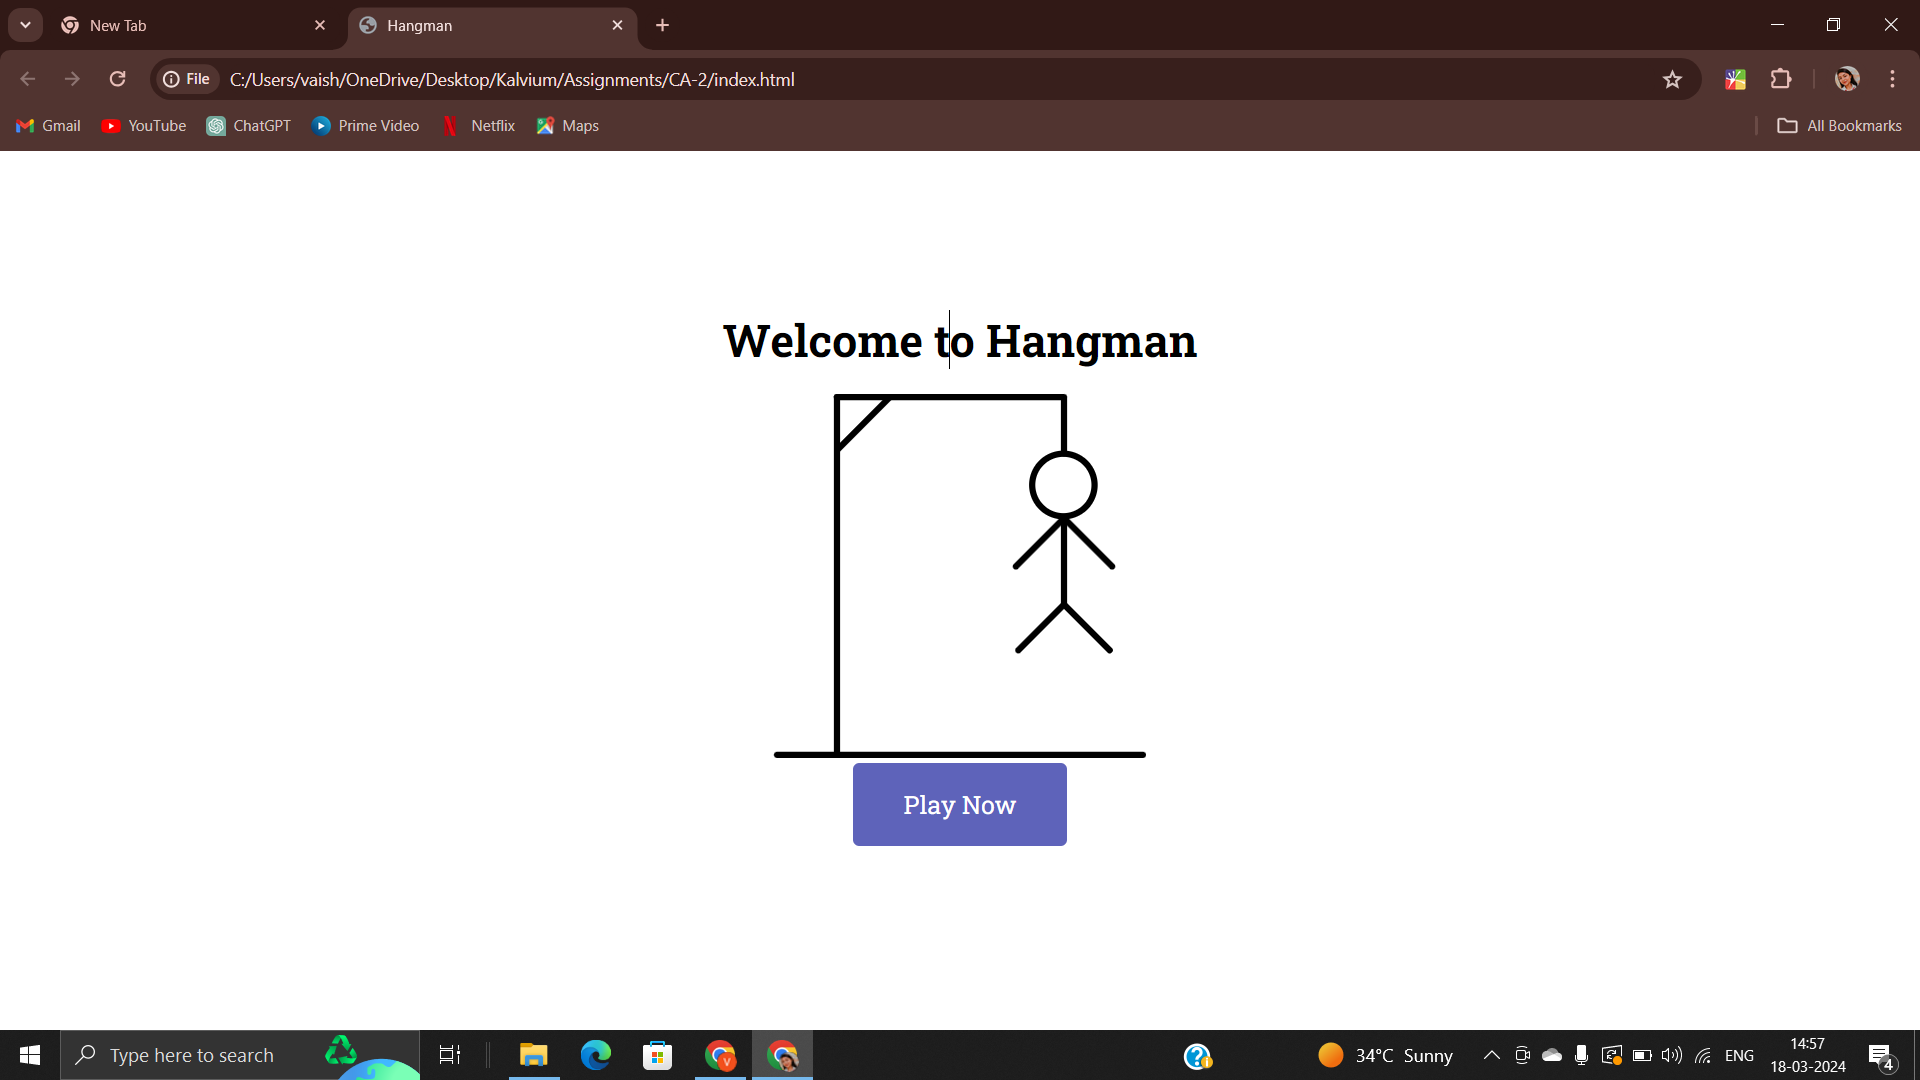 New Tab
Hangman
File
C:/Users/vaish/OneDrive/Desktop/Kalvium/Assignments/CA-2/index.html
Gmail
YouTube
ChatGPT
Prime Video
Netflix
Maps
All Bookmarks
Welcome to Hangman
Play Now
Type here to search
34°C Sunny
ENG
14:57
18-03-2024
4